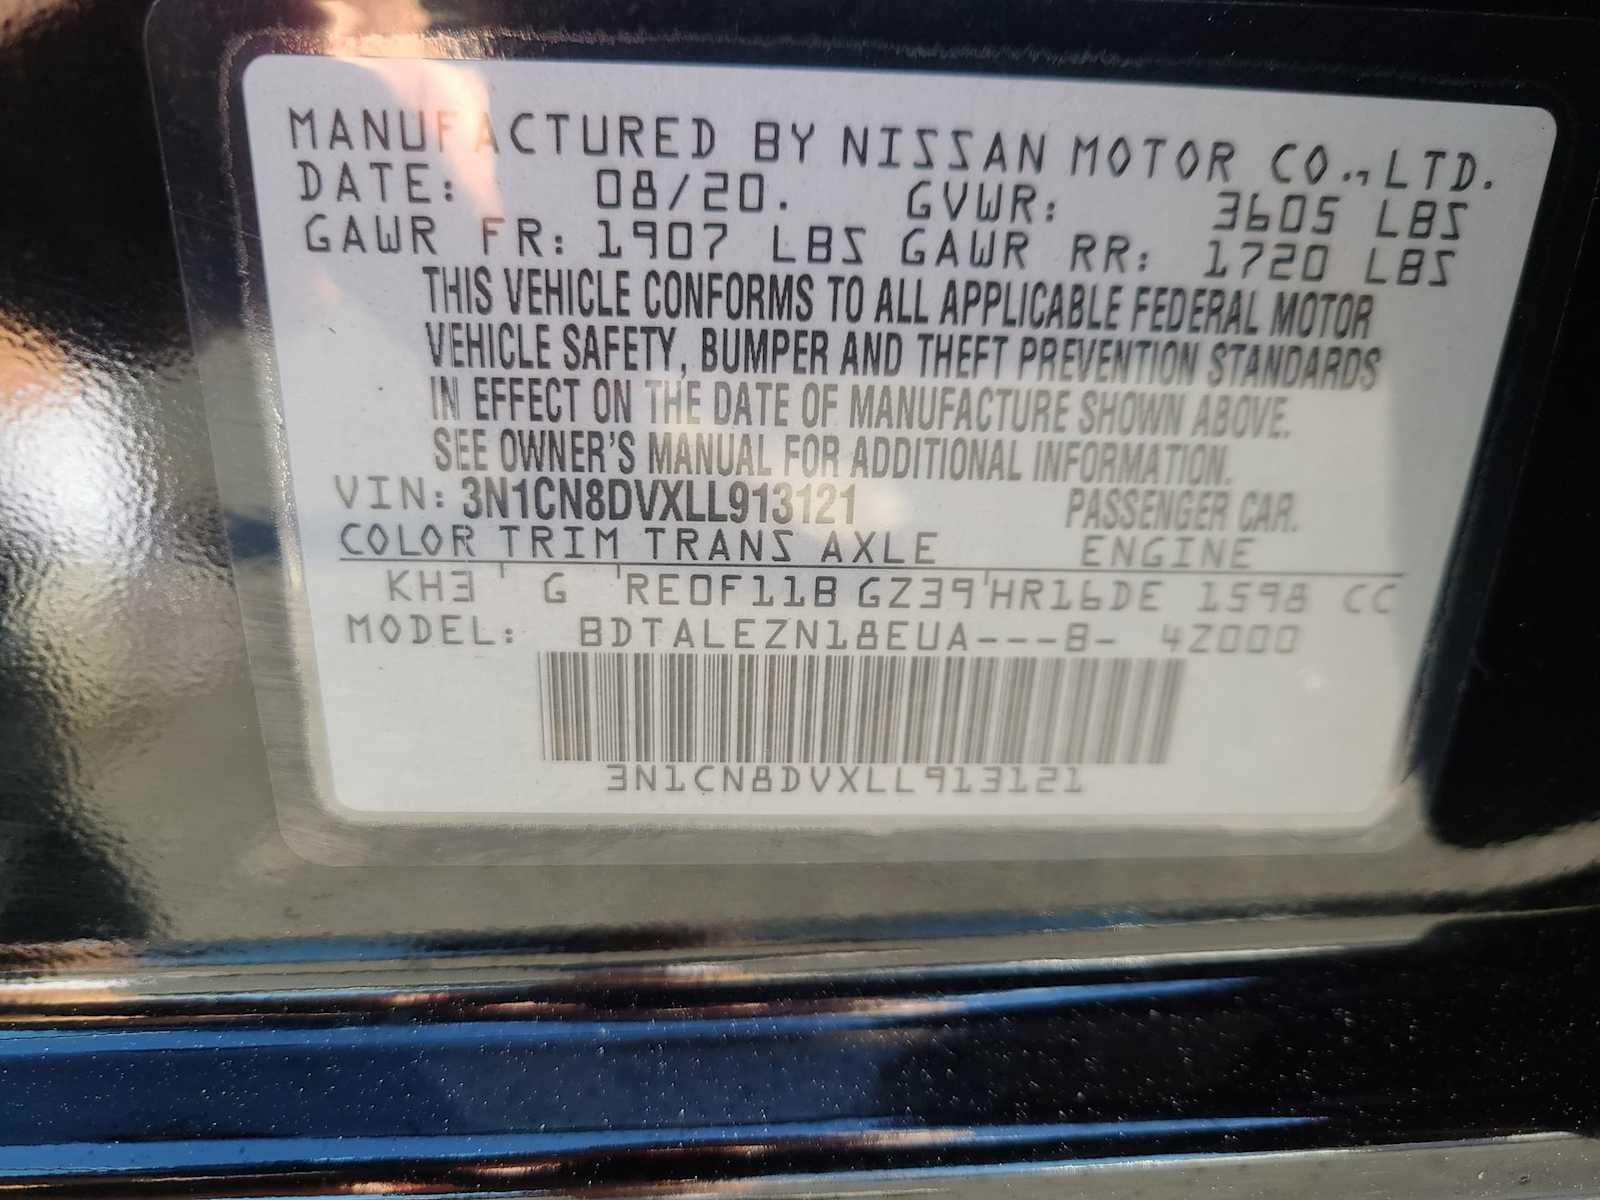 MANUFACTURED BY NISSAN MOTOR CO., LTD.
DATE: 08/20. GVWR: 3605 LBS
GAWR FR: 1907 LBS GAWR RR: 1720 LBS
THIS VEHICLE CONFORMS TO ALL APPLICABLE FEDERAL MOTOR
VEHICLE SAFETY, BUMPER AND THEFT PREVENTION STANDARDS
IN EFFECT ON THE DATE OF MANUFACTURE SHOWN ABOVE.
SEE OWNER'S MANUAL FOR ADDITIONAL INFORMATION.
VIN: 3N1CN8DVXLL913121 PASSENGER CAR.
COLOR TRIM TRANS AXLE ENGINE
KH3 G RE0F11B GZ39 HR16DE 1598 CC
MODEL: BDTALEZN18EUA---B- 4Z000
3N1CN8DVXLL913121